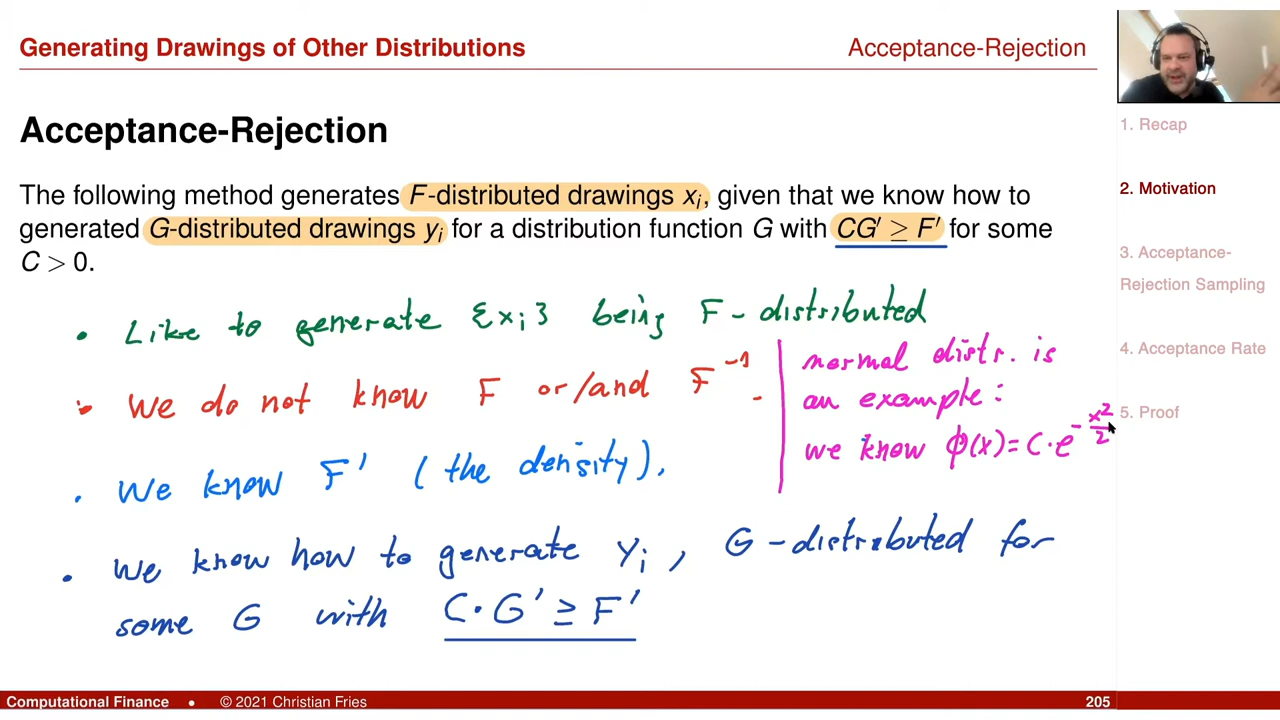 Generating Drawings of Other Distributions
Acceptance-Rejection
Acceptance-Rejection
The following method generates F-distributed drawings xᵢ, given that we know how to
generated G-distributed drawings yᵢ for a distribution function G with CG′ ≥ F′ for some
C > 0.
• Like to generate {xᵢ} being F-distributed
• We do not know F or/and F⁻¹
normal distr. is
an example:
we know ϕ(x)=C·e^(-x²/2)
• We know F' (the density).
• We know how to generate Yᵢ, G-distributed for
some G with C·G' ≥ F'
1. Recap
2. Motivation
3. Acceptance-
Rejection Sampling
4. Acceptance Rate
5. Proof
Computational Finance • © 2021 Christian Fries
205